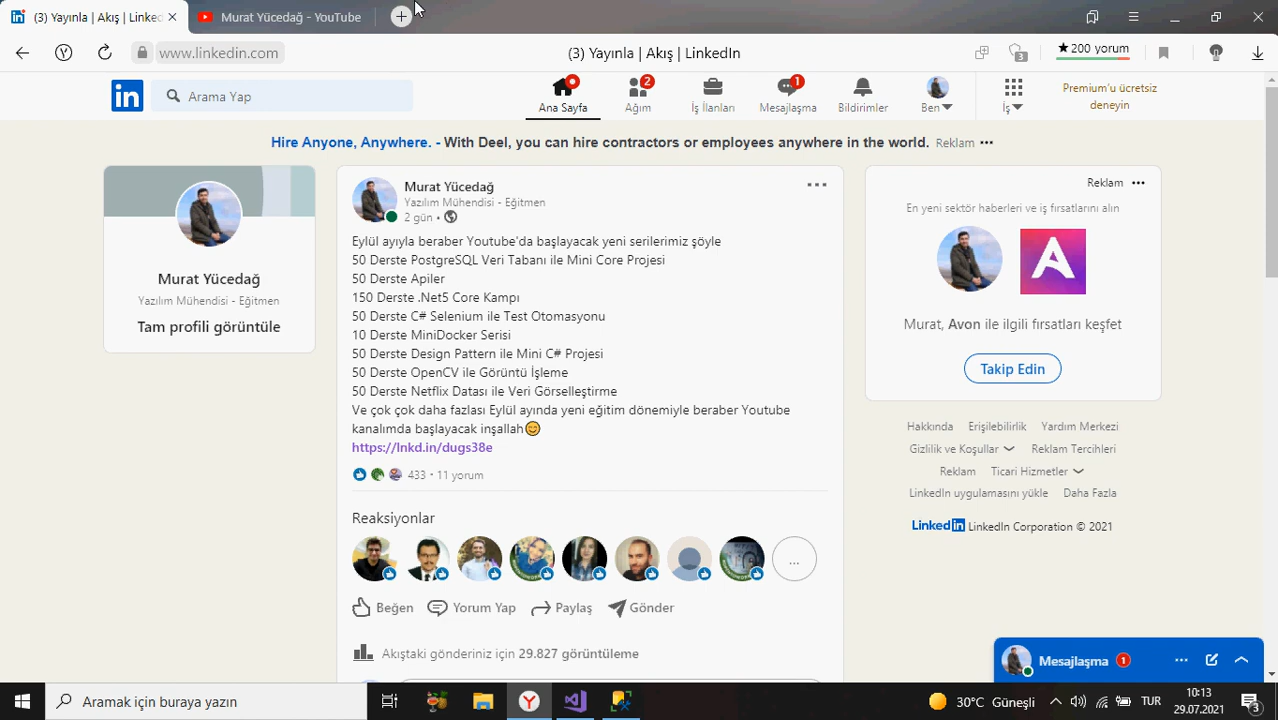 (3) Yayınla | Akış | Linked
Murat Yücedağ - YouTube
www.linkedin.com
(3) Yayınla | Akış | LinkedIn
3
★200 yorum
in
Arama Yap
Ana Sayfa
2
Ağım
İş İlanları
1
Mesajlaşma
Bildirimler
Ben
İş
Premium'u ücretsiz
deneyin
Hire Anyone, Anywhere. - With Deel, you can hire contractors or employees anywhere in the world. Reklam
Murat Yücedağ
Yazılım Mühendisi - Eğitmen
Tam profili görüntüle
Murat Yücedağ
Yazılım Mühendisi - Eğitmen
2 gün •
Eylül ayıyla beraber Youtube'da başlayacak yeni serilerimiz şöyle
50 Derste PostgreSQL Veri Tabanı ile Mini Core Projesi
50 Derste Apiler
150 Derste .Net5 Core Kampı
50 Derste C# Selenium ile Test Otomasyonu
10 Derste MiniDocker Serisi
50 Derste Design Pattern ile Mini C# Projesi
50 Derste OpenCV ile Görüntü İşleme
50 Derste Netflix Datası ile Veri Görselleştirme
Ve çok çok daha fazlası Eylül ayında yeni eğitim dönemiyle beraber Youtube
kanalımda başlayacak inşallah😊
https://lnkd.in/dugs38e
433 • 11 yorum
Reaksiyonlar
...
Beğen
Yorum Yap
Paylaş
Gönder
Akıştaki gönderiniz için 29.827 görüntüleme
Reklam
En yeni sektör haberleri ve iş fırsatlarını alın
A
Murat, Avon ile ilgili fırsatları keşfet
Takip Edin
Hakkında Erişilebilirlik Yardım Merkezi
Gizlilik ve Koşullar Reklam Tercihleri
Reklam Ticari Hizmetler
LinkedIn uygulamasını yükle Daha Fazla
Linked in LinkedIn Corporation © 2021
Mesajlaşma 1
Aramak için buraya yazın
30°C Güneşli
TUR
10:13
29.07.2021
3